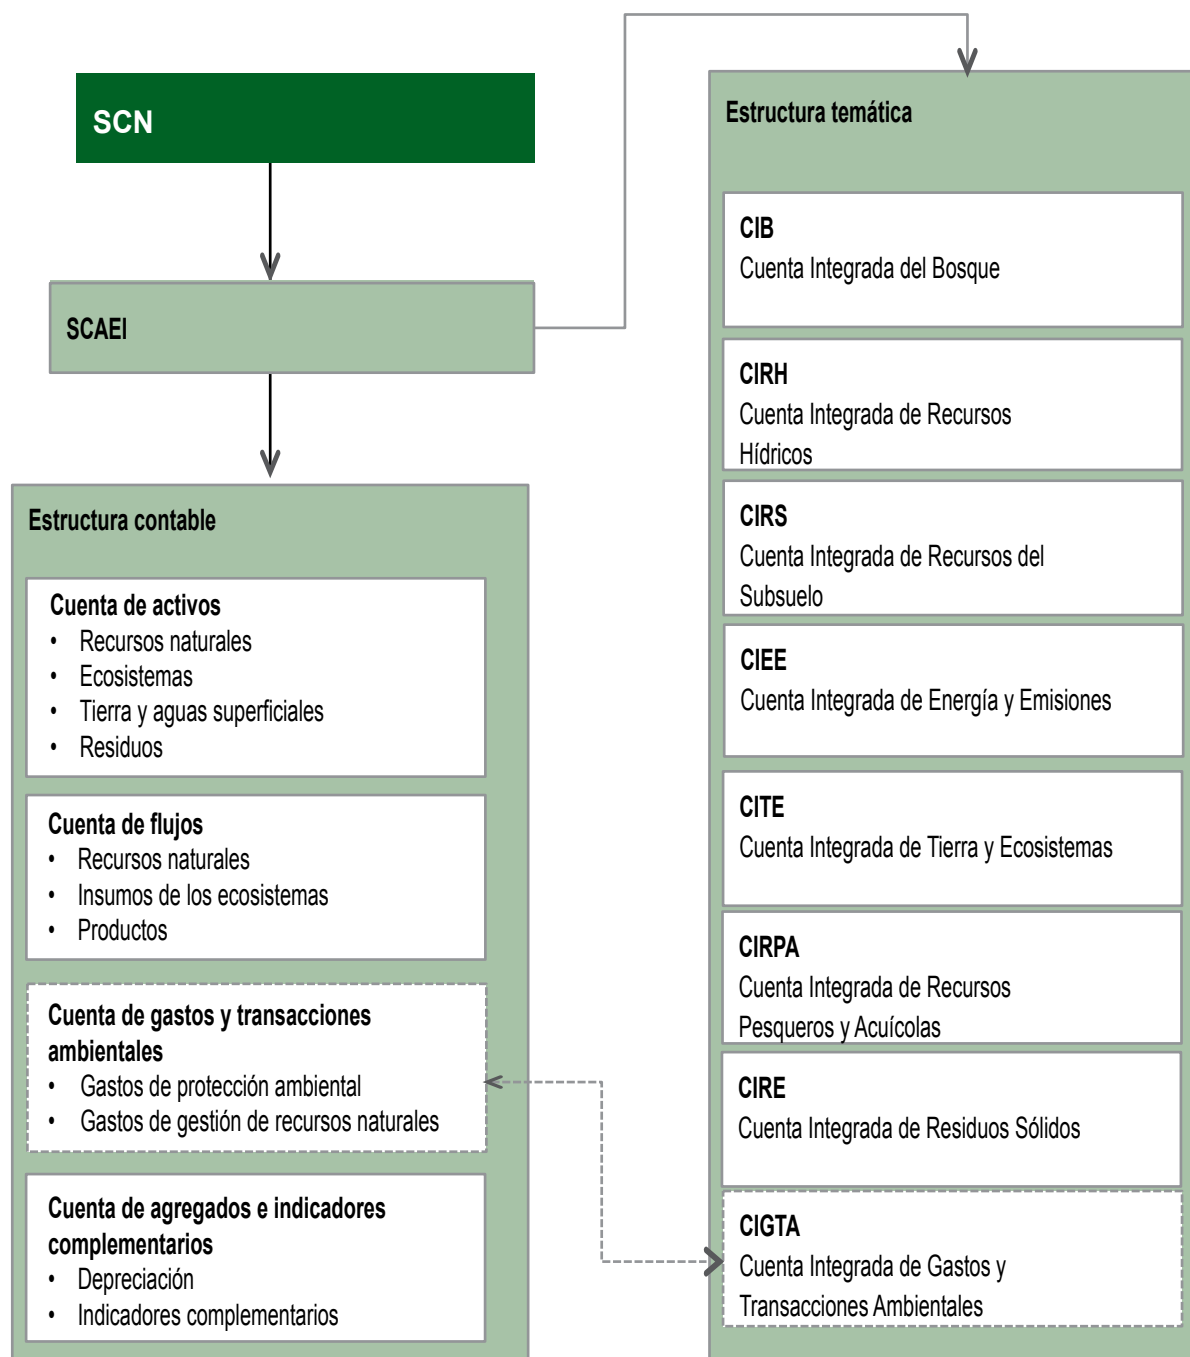 SCN
SCAEI
Estructura contable
Cuenta de activos
• Recursos naturales
• Ecosistemas
• Tierra y aguas superficiales
• Residuos
Cuenta de flujos
• Recursos naturales
• Insumos de los ecosistemas
• Productos
Cuenta de gastos y transacciones
ambientales
• Gastos de protección ambiental
• Gastos de gestión de recursos naturales
Cuenta de agregados e indicadores
complementarios
• Depreciación
• Indicadores complementarios
Estructura temática
CIB
Cuenta Integrada del Bosque
CIRH
Cuenta Integrada de Recursos
Hídricos
CIRS
Cuenta Integrada de Recursos del
Subsuelo
CIEE
Cuenta Integrada de Energía y Emisiones
CITE
Cuenta Integrada de Tierra y Ecosistemas
CIRPA
Cuenta Integrada de Recursos
Pesqueros y Acuícolas
CIRE
Cuenta Integrada de Residuos Sólidos
CIGTA
Cuenta Integrada de Gastos y
Transacciones Ambientales